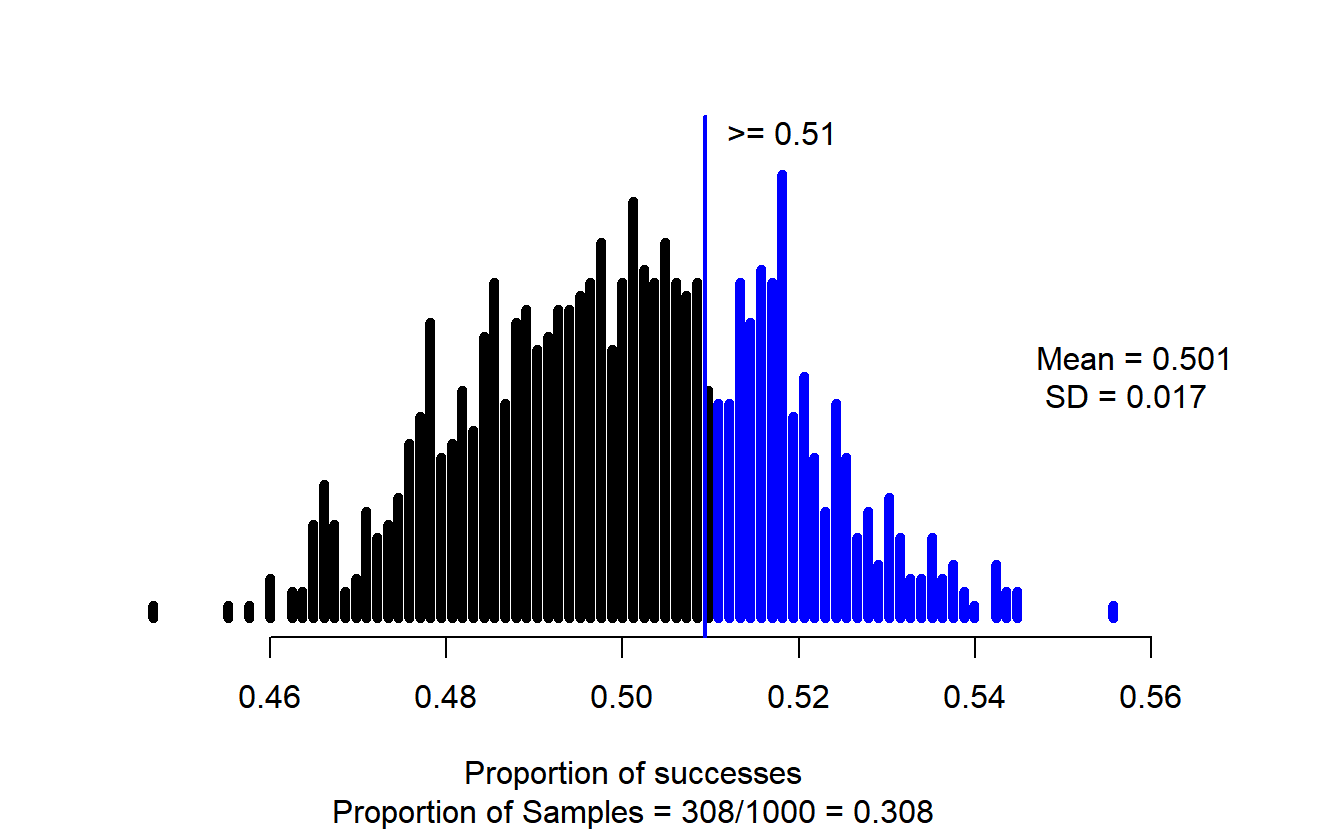 >= 0.51
Mean = 0.501
SD = 0.017
0.46 0.48 0.50 0.52 0.54 0.56
Proportion of successes
Proportion of Samples = 308/1000 = 0.308